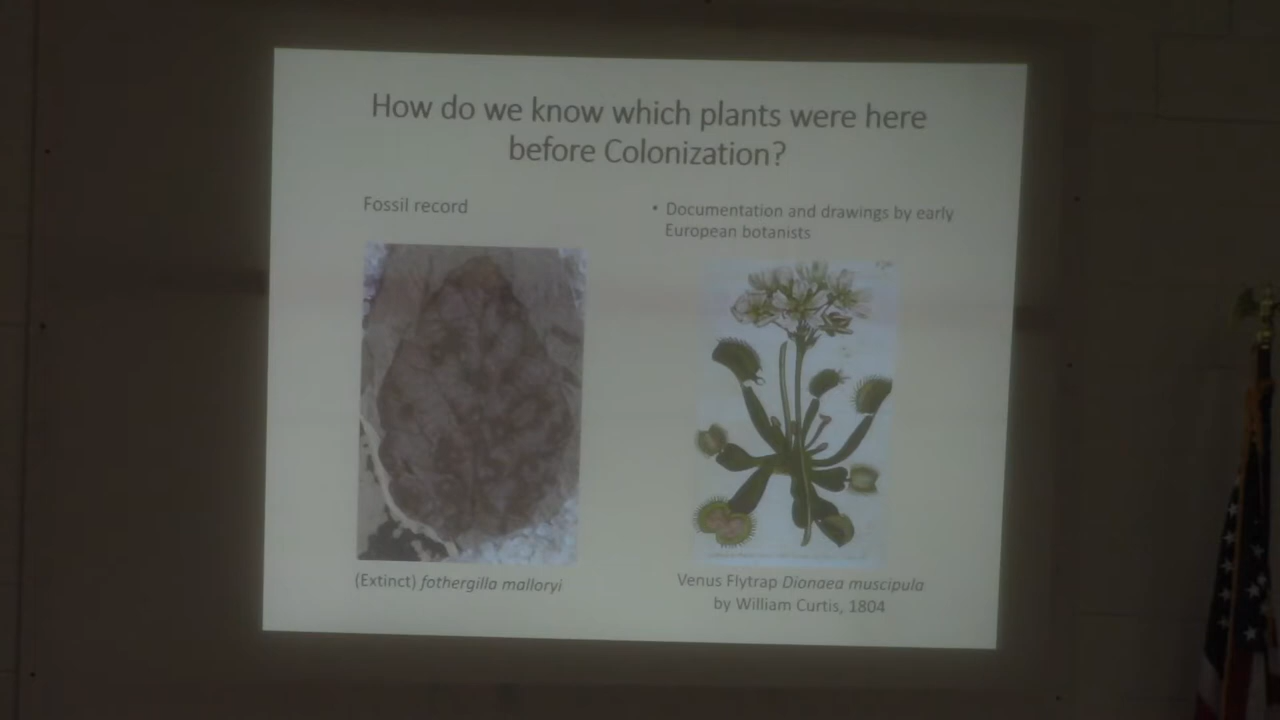 How do we know which plants were here
before Colonization?
Fossil record
• Documentation and drawings by early
European botanists
(Extinct) fothergilla malloryi
Venus Flytrap Dionaea muscipula
by William Curtis, 1804